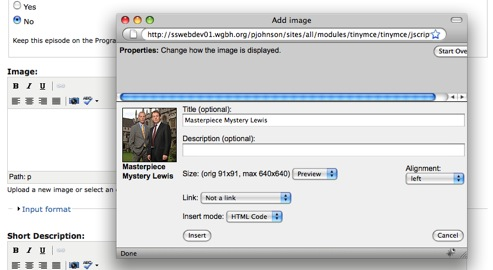 Yes
No
Keep this episode on the Progra
Image:
B I U
ABC
Path: p
Upload a new image or select an
Input format
Short Description:
B I U
ABC
Add image
http://sswebdev01.wgbh.org/pjohnson/sites/all/modules/tinymce/tinymce/jscrip
Properties: Change how the image is displayed.
Start Ove
Title (optional):
Masterpiece Mystery Lewis
Description (optional):
Masterpiece
Mystery Lewis
Size: (orig 91x91, max 640x640) Preview
Alignment:
left
Link: Not a link
Insert mode: HTML Code
Insert
Cancel
Done